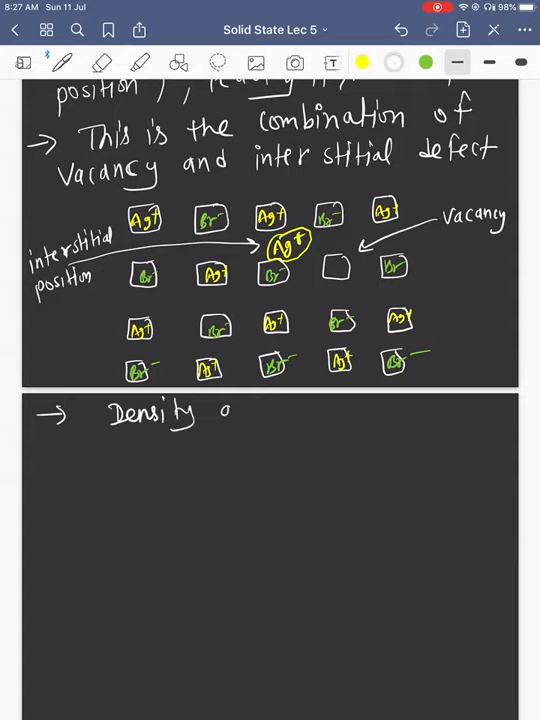 8:27 AM Sun 11 Jul
98%
Solid State Lec 5
position
→ This is the combination of
vacancy and interstitial defect
Ag+ Br- Ag+ Br- Ag+
vacancy
interstitial
position
Ag+
Br Ag+ Br Br
Ag+ Br Ag+ Br- Ag+
Br- Ag+ Br- Ag+ Br-
→ Density o